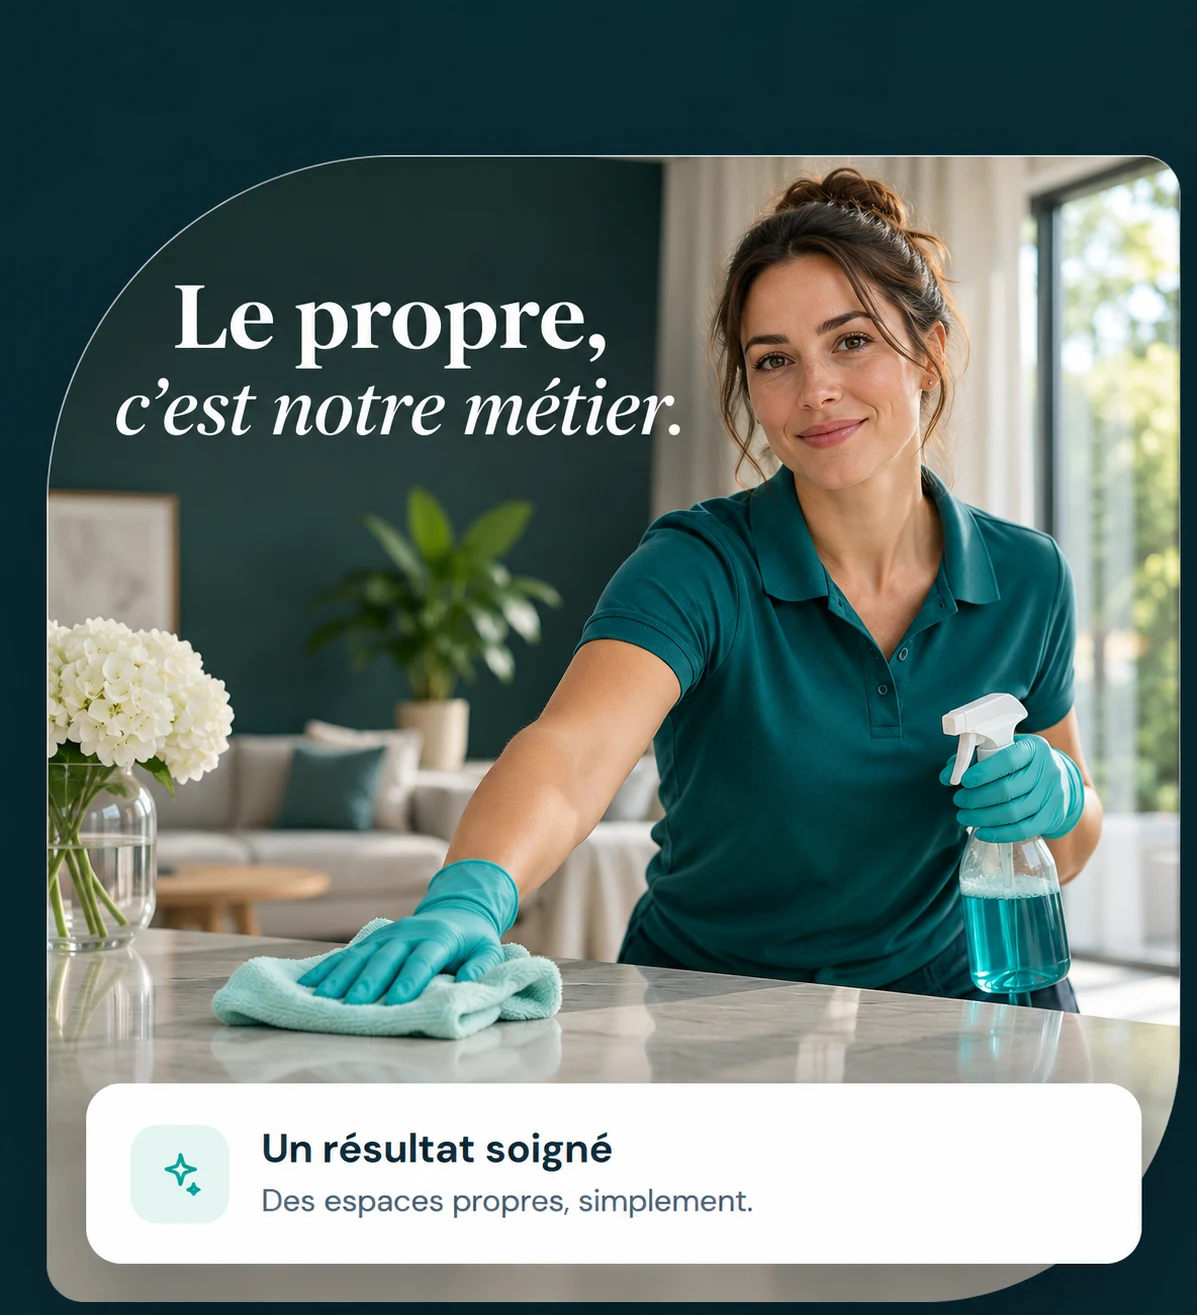 Le propre,
c’est notre métier.
Un résultat soigné
Des espaces propres, simplement.